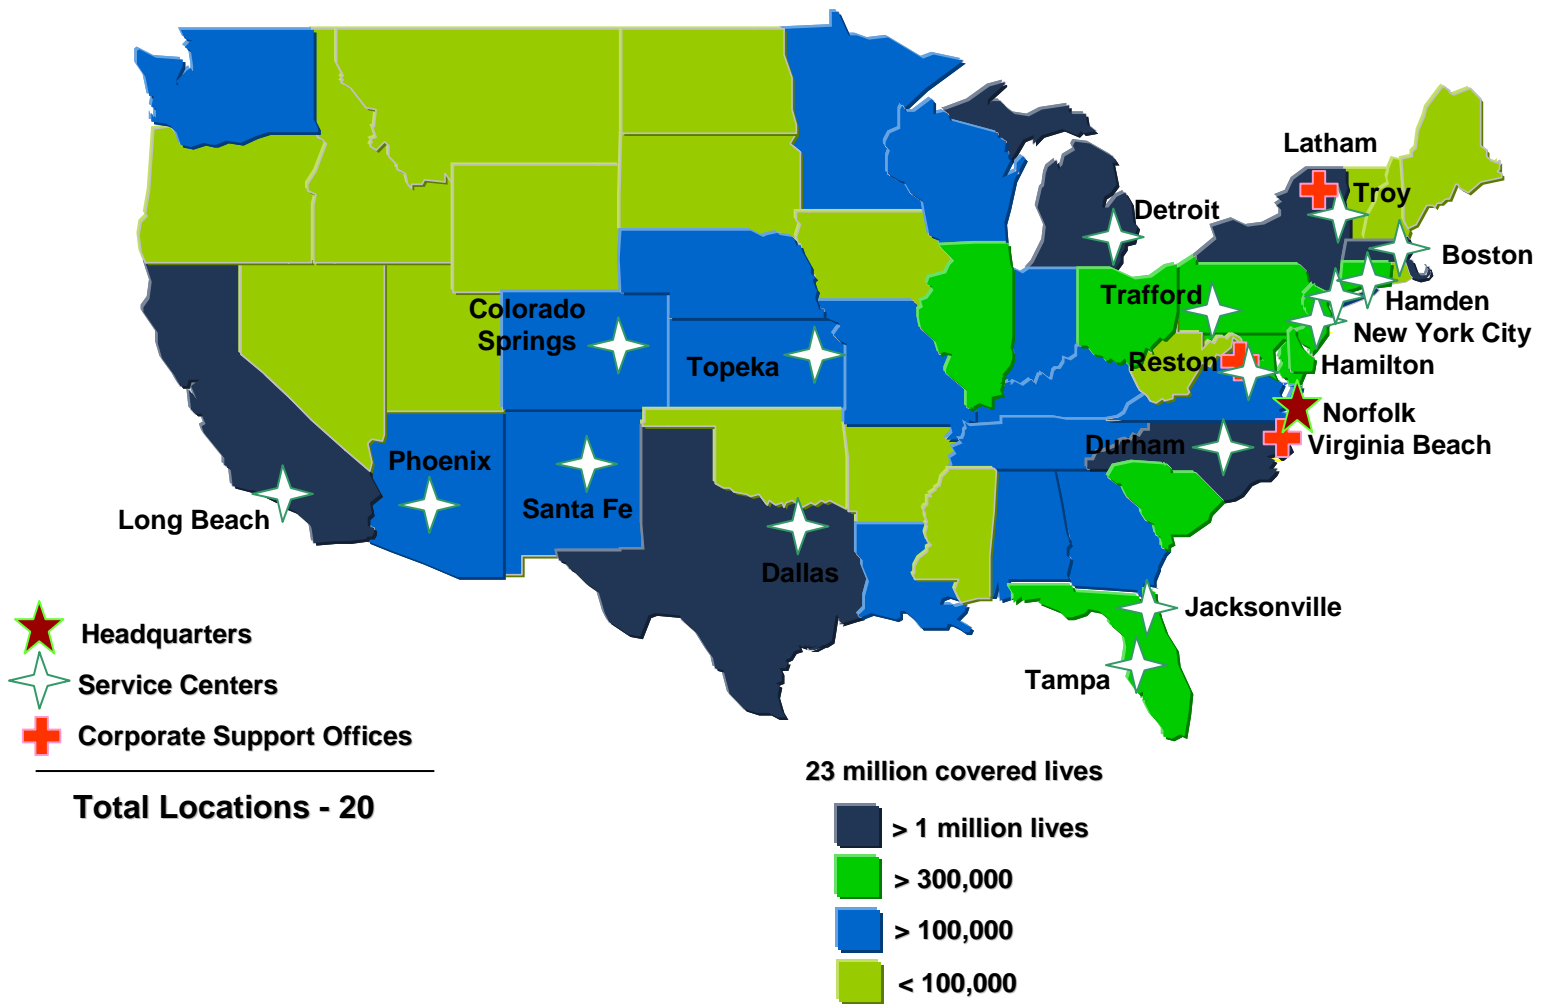 Latham
Troy
Detroit
Boston
Trafford
Hamden
Colorado
Springs
New York City
Topeka
Reston
Hamilton
Norfolk
Durham
Virginia Beach
Phoenix
Santa Fe
Long Beach
Dallas
Jacksonville
Tampa
Headquarters
Service Centers
Corporate Support Offices
Total Locations - 20
23 million covered lives
> 1 million lives
> 300,000
> 100,000
< 100,000